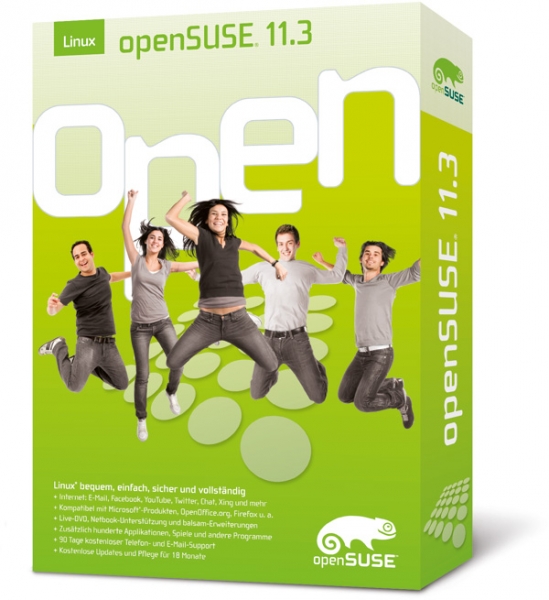 Linux
openSUSE® 11.3
Open
Linux® bequem, einfach, sicher und vollständig
+ Internet: E-Mail, Facebook, YouTube, Twitter, Chat, Xing und mehr
+ Kompatibel mit Microsoft®-Produkten, OpenOffice.org, Firefox u. a.
+ Live-DVD, Netbook-Unterstützung und balsam-Erweiterungen
+ Zusätzlich hunderte Applikationen, Spiele und andere Programme
+ 90 Tage kostenloser Telefon- und E-Mail-Support
+ Kostenlose Updates und Pflege für 18 Monate
openSUSE™
openSUSE
openSUSE® 11.3